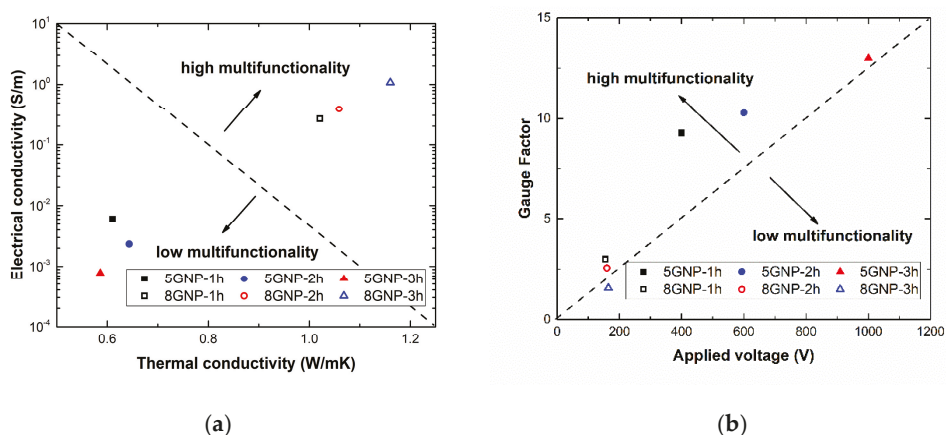 10^1
10^0
10^-1
10^-2
10^-3
10^-4
Electrical conductivity (S/m)
high multifunctionality
low multifunctionality
5GNP-1h 5GNP-2h 5GNP-3h
8GNP-1h 8GNP-2h 8GNP-3h
0.6 0.8 1.0 1.2
Thermal conductivity (W/mK)
(a)
15
10
5
0
Gauge Factor
high multifunctionality
low multifunctionality
5GNP-1h 5GNP-2h 5GNP-3h
8GNP-1h 8GNP-2h 8GNP-3h
0 200 400 600 800 1000 1200
Applied voltage (V)
(b)